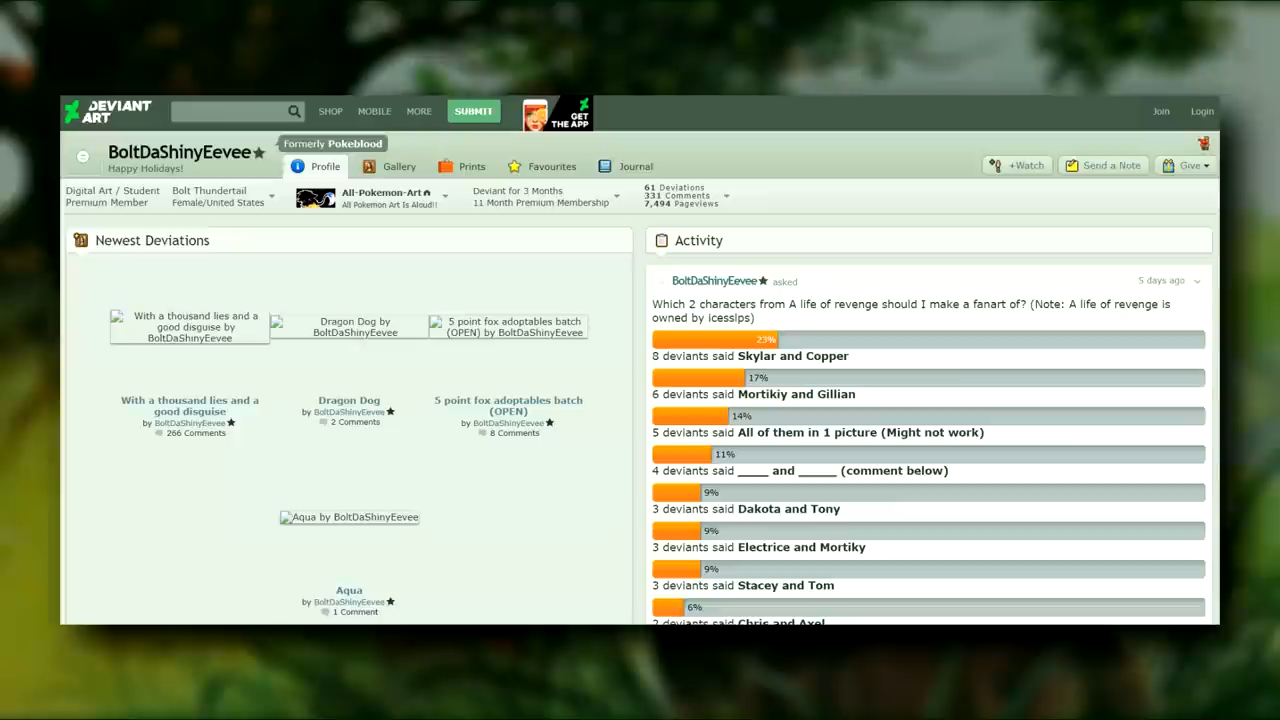 DEVIANT
ART
SHOP
MOBILE
MORE
SUBMIT
GET
THE APP
Join
Login
BoltDaShinyEevee
Formerly Pokeblood
Happy Holidays!
Profile
Gallery
Prints
Favourites
Journal
+Watch
Send a Note
Give
Digital Art / Student
Premium Member
Bolt Thundertail
Female/United States
All-Pokemon-Art
All Pokemon Art Is Aloud!!
Deviant for 3 Months
11 Month Premium Membership
61 Deviations
331 Comments
7,494 Pageviews
Newest Deviations
With a thousand lies and a
good disguise by
BoltDaShinyEevee
Dragon Dog by
BoltDaShinyEevee
5 point fox adoptables batch
(OPEN) by BoltDaShinyEevee
With a thousand lies and a
good disguise
by BoltDaShinyEevee
266 Comments
Dragon Dog
by BoltDaShinyEevee
2 Comments
5 point fox adoptables batch
(OPEN)
by BoltDaShinyEevee
8 Comments
Aqua by BoltDaShinyEevee
Aqua
by BoltDaShinyEevee
1 Comment
Activity
BoltDaShinyEevee asked
5 days ago
Which 2 characters from A life of revenge should I make a fanart of? (Note: A life of revenge is
owned by icesslps)
23%
8 deviants said Skylar and Copper
17%
6 deviants said Mortikiy and Gillian
14%
5 deviants said All of them in 1 picture (Might not work)
11%
4 deviants said ____ and _____ (comment below)
9%
3 deviants said Dakota and Tony
9%
3 deviants said Electrice and Mortiky
9%
3 deviants said Stacey and Tom
6%
2 deviants said Chris and Axel